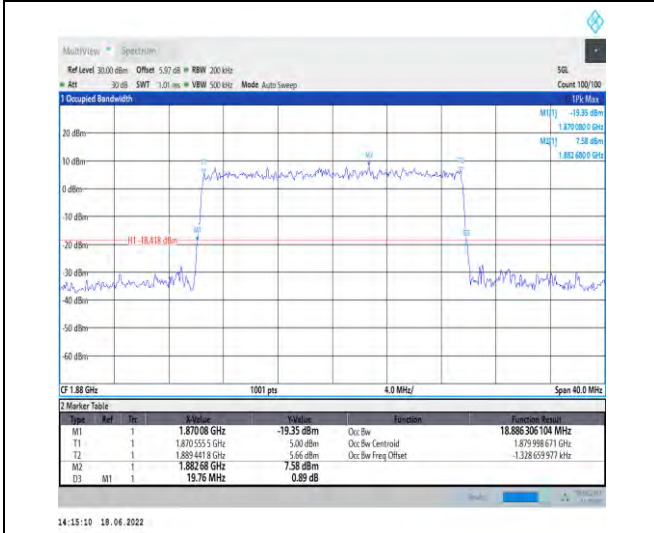 MultiView Spectrum
Ref Level 30.00 dBm Offset 5.97 dB RBW 200 kHz SGL
Att 30 dB SWT 1.01 ms VBW 500 kHz Mode Auto Sweep Count 100/100
1 Occupied Bandwidth 1Pk Max
M1[1] -19.35 dBm
1.870 080 0 GHz
M2[1] 7.58 dBm
1.882 680 0 GHz
20 dBm
10 dBm
0 dBm
-10 dBm
-20 dBm
H1 -18.418 dBm
-30 dBm
-40 dBm
-50 dBm
-60 dBm
M2
M1
CF 1.88 GHz 1001 pts 4.0 MHz/ Span 40.0 MHz
2 Marker Table
Type Ref Trc X-Value Y-Value Function Function Result
M1 1 1.87008 GHz -19.35 dBm Occ Bw 18.886 306 104 MHz
T1 1 1.870 555 5 GHz 5.00 dBm Occ Bw Centroid 1.879 998 671 GHz
T2 1 1.889 441 8 GHz 5.66 dBm Occ Bw Freq Offset -1.328 659 977 kHz
M2 1 1.88268 GHz 7.58 dBm
D3 M1 1 19.76 MHz 0.89 dB
14:15:10 18.06.2022